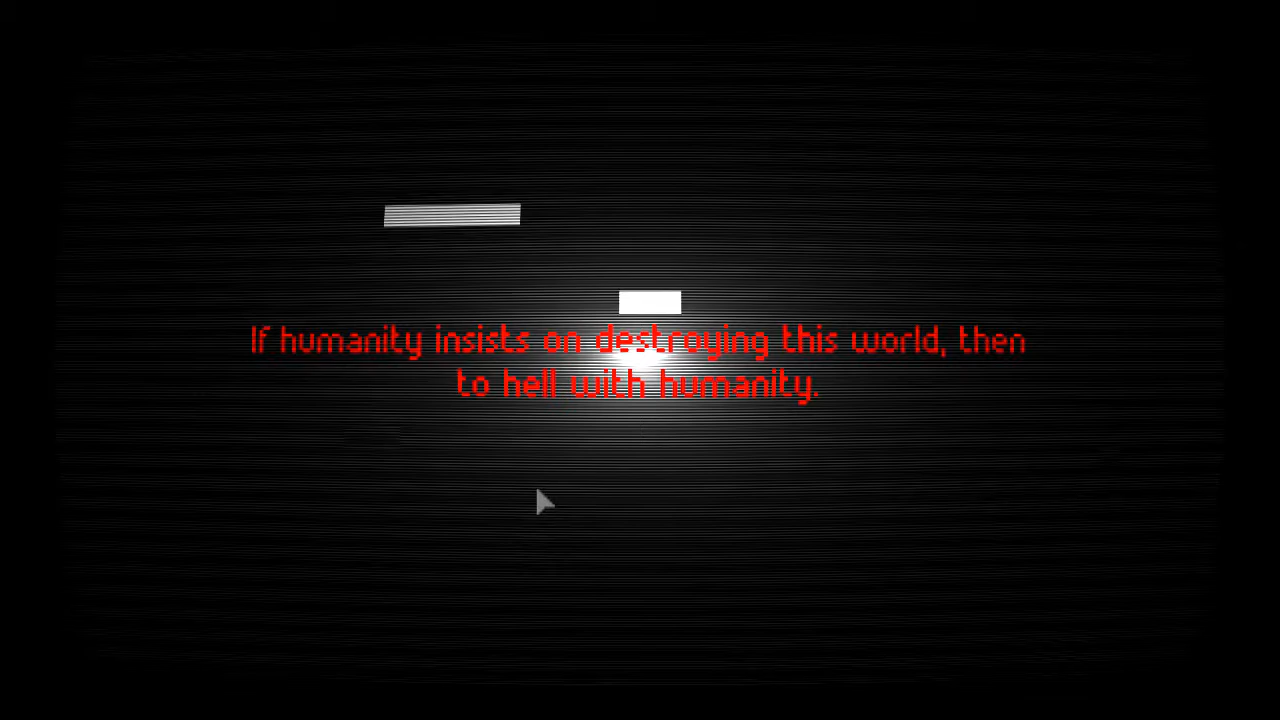 If humanity insists on destroying this world, then
to hell with humanity.